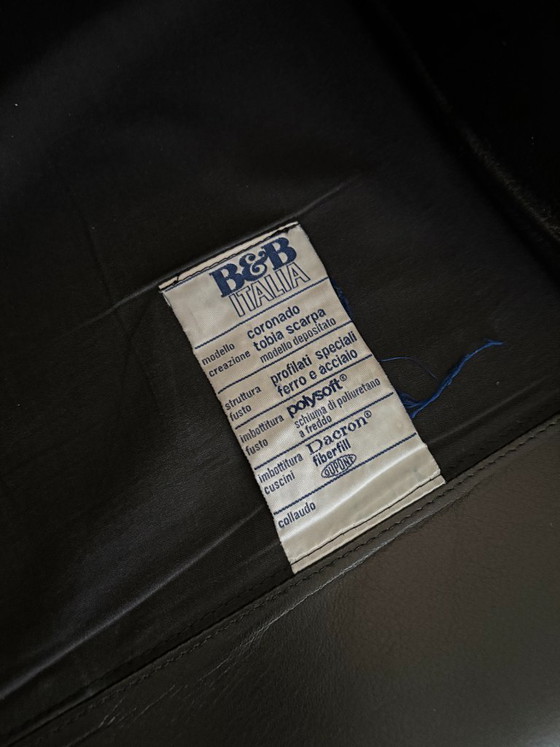 B&B
ITALIA
modello coronado
creazione tobia scarpa
modello depositato
struttura profilati speciali
fusto ferro e acciaio
imbottitura polysoft®
fusto schiuma di poliuretano
a freddo
imbottitura Dacron®
cuscini fiberfill
DUPONT
collaudo